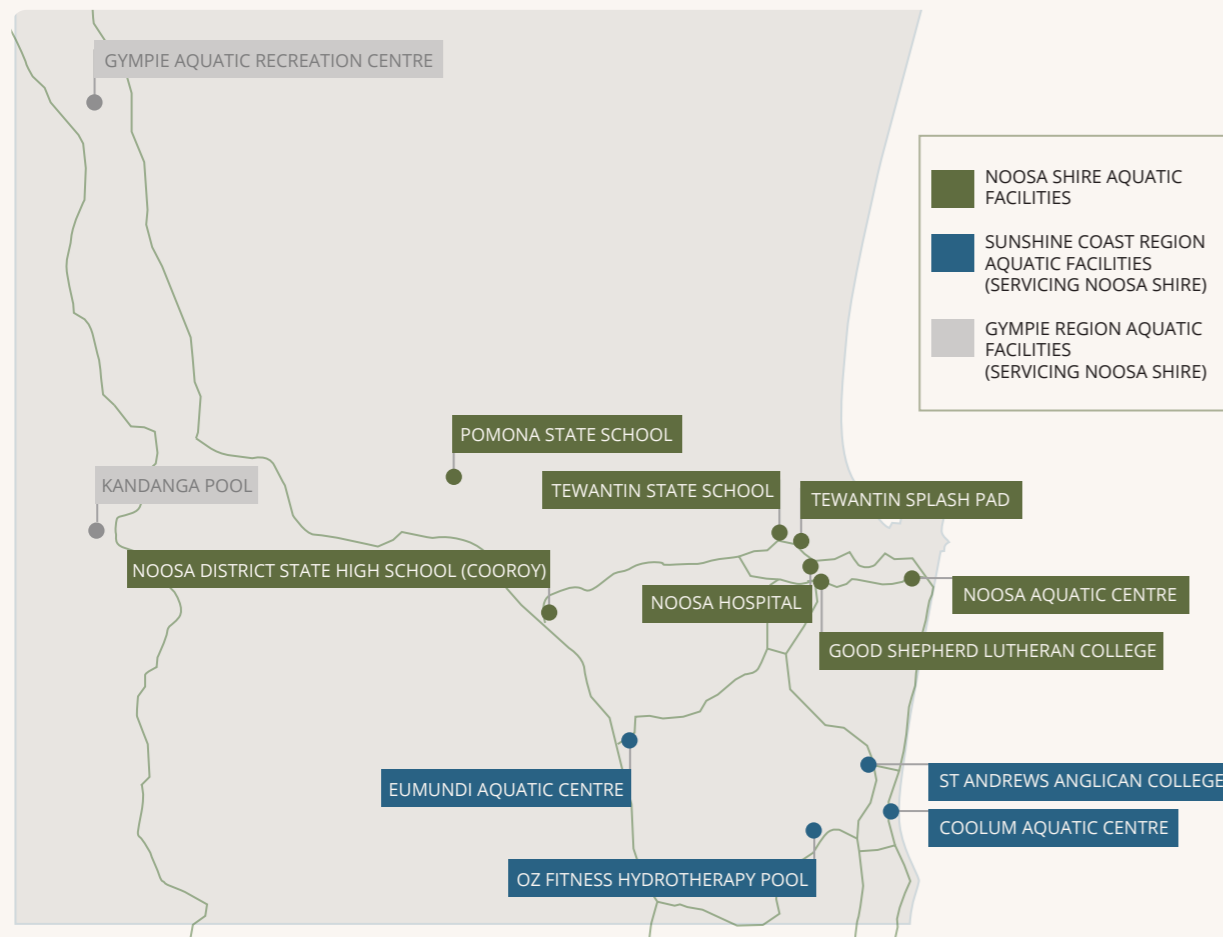 GYMPIE AQUATIC RECREATION CENTRE
NOOSA SHIRE AQUATIC
FACILITIES
SUNSHINE COAST REGION
AQUATIC FACILITIES
(SERVICING NOOSA SHIRE)
GYMPIE REGION AQUATIC
FACILITIES
(SERVICING NOOSA SHIRE)
POMONA STATE SCHOOL
KANDANGA POOL
TEWANTIN STATE SCHOOL
TEWANTIN SPLASH PAD
NOOSA DISTRICT STATE HIGH SCHOOL (COOROY)
NOOSA HOSPITAL
NOOSA AQUATIC CENTRE
GOOD SHEPHERD LUTHERAN COLLEGE
EUMUNDI AQUATIC CENTRE
ST ANDREWS ANGLICAN COLLEGE
COOLUM AQUATIC CENTRE
OZ FITNESS HYDROTHERAPY POOL